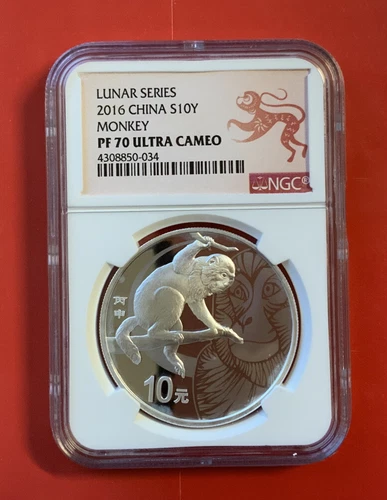 LUNAR SERIES
2016 CHINA S10Y
MONKEY
PF 70 ULTRA CAMEO
4308850-034
NGC®
丙申
10元